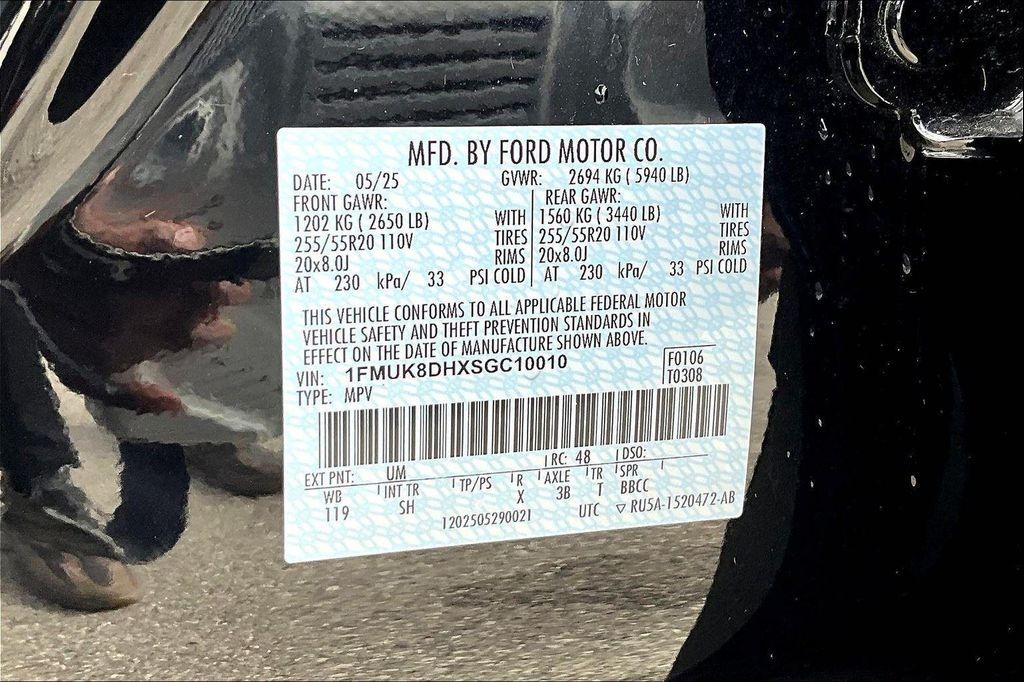 MFD. BY FORD MOTOR CO.
DATE: 05/25 GVWR: 2694 KG ( 5940 LB)
FRONT GAWR: REAR GAWR:
1202 KG ( 2650 LB) WITH 1560 KG ( 3440 LB) WITH
255/55R20 110V TIRES 255/55R20 110V TIRES
20x8.0J RIMS 20x8.0J RIMS
AT 230 kPa/ 33 PSI COLD AT 230 kPa/ 33 PSI COLD
THIS VEHICLE CONFORMS TO ALL APPLICABLE FEDERAL MOTOR
VEHICLE SAFETY AND THEFT PREVENTION STANDARDS IN
EFFECT ON THE DATE OF MANUFACTURE SHOWN ABOVE.
VIN: 1FMUK8DHXSGC10010 F0106
TYPE: MPV T0308
EXT PNT: UM RC: 48 DSO:
WB INT TR TP/PS R AXLE TR SPR
119 SH X 3B T BBCC
1202505290021 UTC ▽ RU5A-1520472-AB